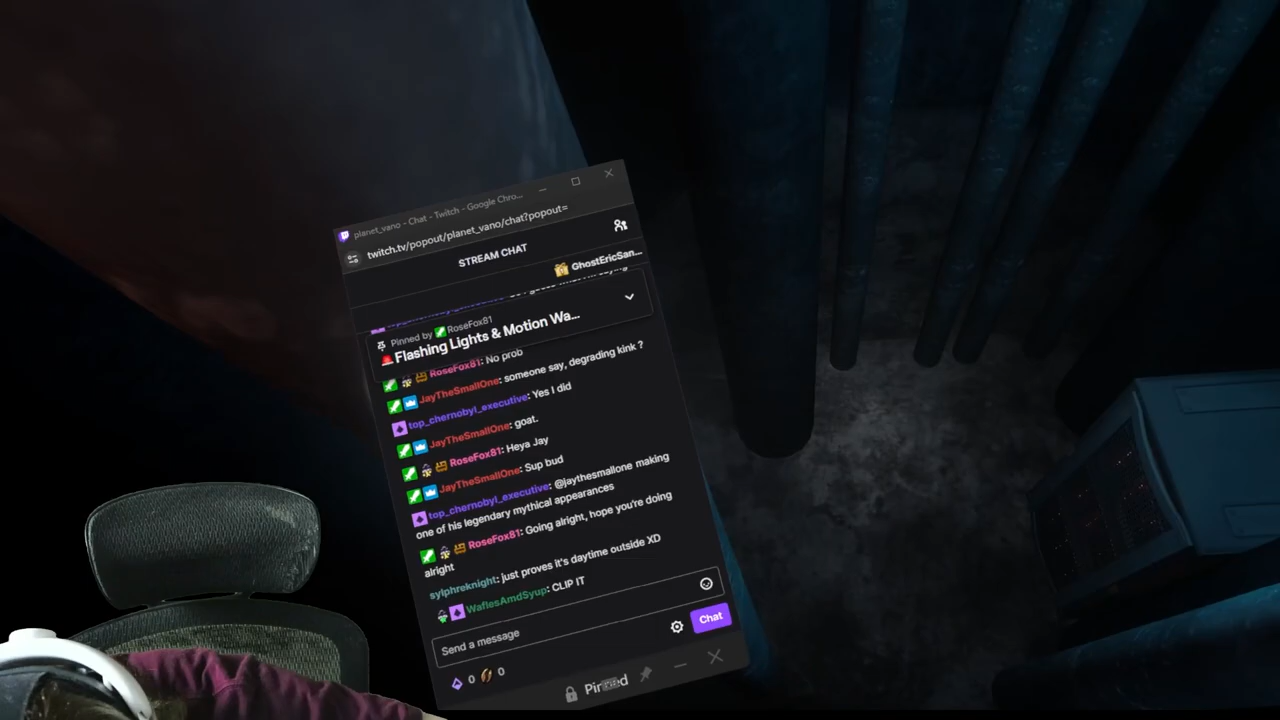 planet_vano - Chat - Twitch - Google Chro...
twitch.tv/popout/planet_vano/chat?popout=
STREAM CHAT
GhostEricSan...
Pinned by RoseFox81
Flashing Lights & Motion Wa...
RoseFox81: No prob
JayTheSmallOne: someone say, degrading kink ?
top_chernobyl_executive: Yes I did
JayTheSmallOne: goat.
RoseFox81: Heya Jay
JayTheSmallOne: Sup bud
top_chernobyl_executive: @jaythesmallone making
one of his legendary mythical appearances
RoseFox81: Going alright, hope you're doing
alright
sylphreknight: just proves it's daytime outside XD
WaflesAmdSyup: CLIP IT
Send a message
Chat
0 0
Pinned